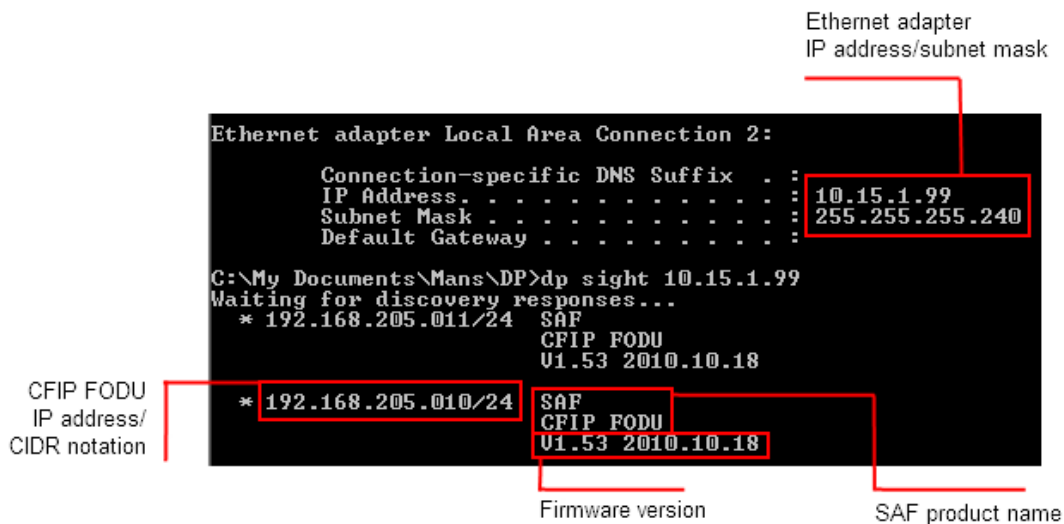 Ethernet adapter
IP address/subnet mask
Ethernet adapter Local Area Connection 2:
Connection-specific DNS Suffix . :
IP Address. . . . . . . . . . . . : 10.15.1.99
Subnet Mask . . . . . . . . . . . : 255.255.255.240
Default Gateway . . . . . . . . . :
C:\My Documents\Mans\DP>dp sight 10.15.1.99
Waiting for discovery responses...
* 192.168.205.011/24 SAF
CFIP FODU
V1.53 2010.10.18
CFIP FODU
IP address/
CIDR notation
* 192.168.205.010/24 SAF
CFIP FODU
V1.53 2010.10.18
Firmware version
SAF product name